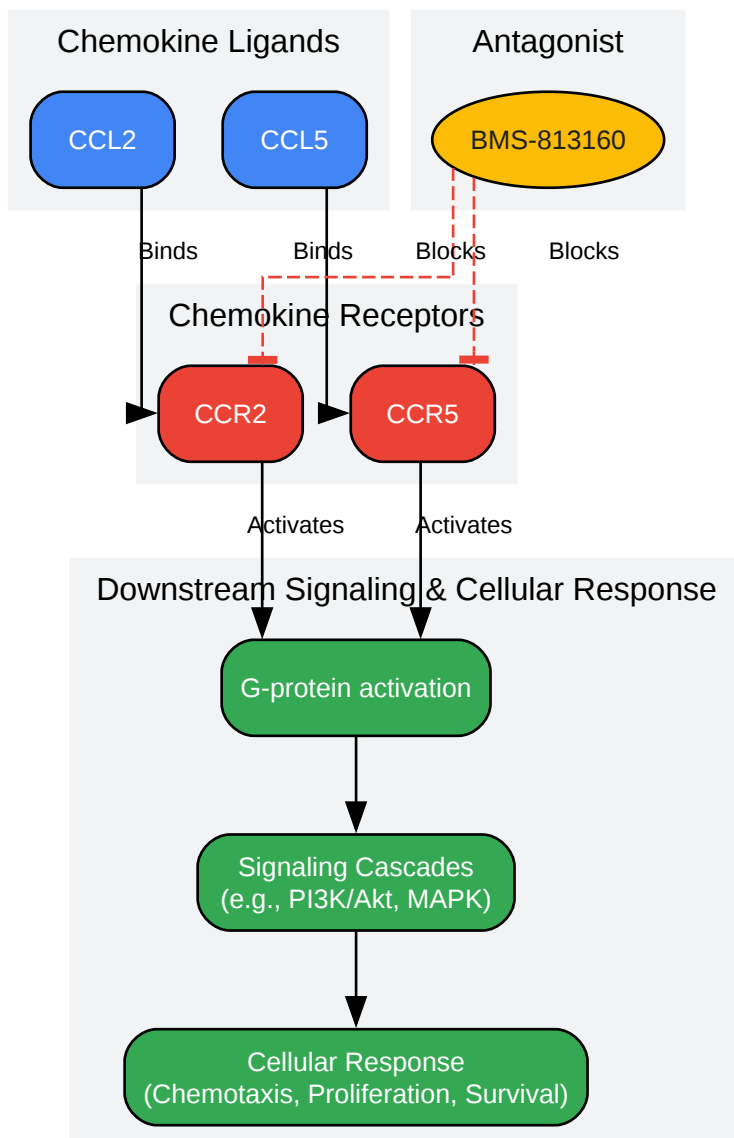 Chemokine Ligands
Antagonist
CCL2
CCL5
BMS-813160
Binds
Binds
Blocks
Blocks
Chemokine Receptors
CCR2
CCR5
Activates
Activates
Downstream Signaling & Cellular Response
G-protein activation
Signaling Cascades
(e.g., PI3K/Akt, MAPK)
Cellular Response
(Chemotaxis, Proliferation, Survival)